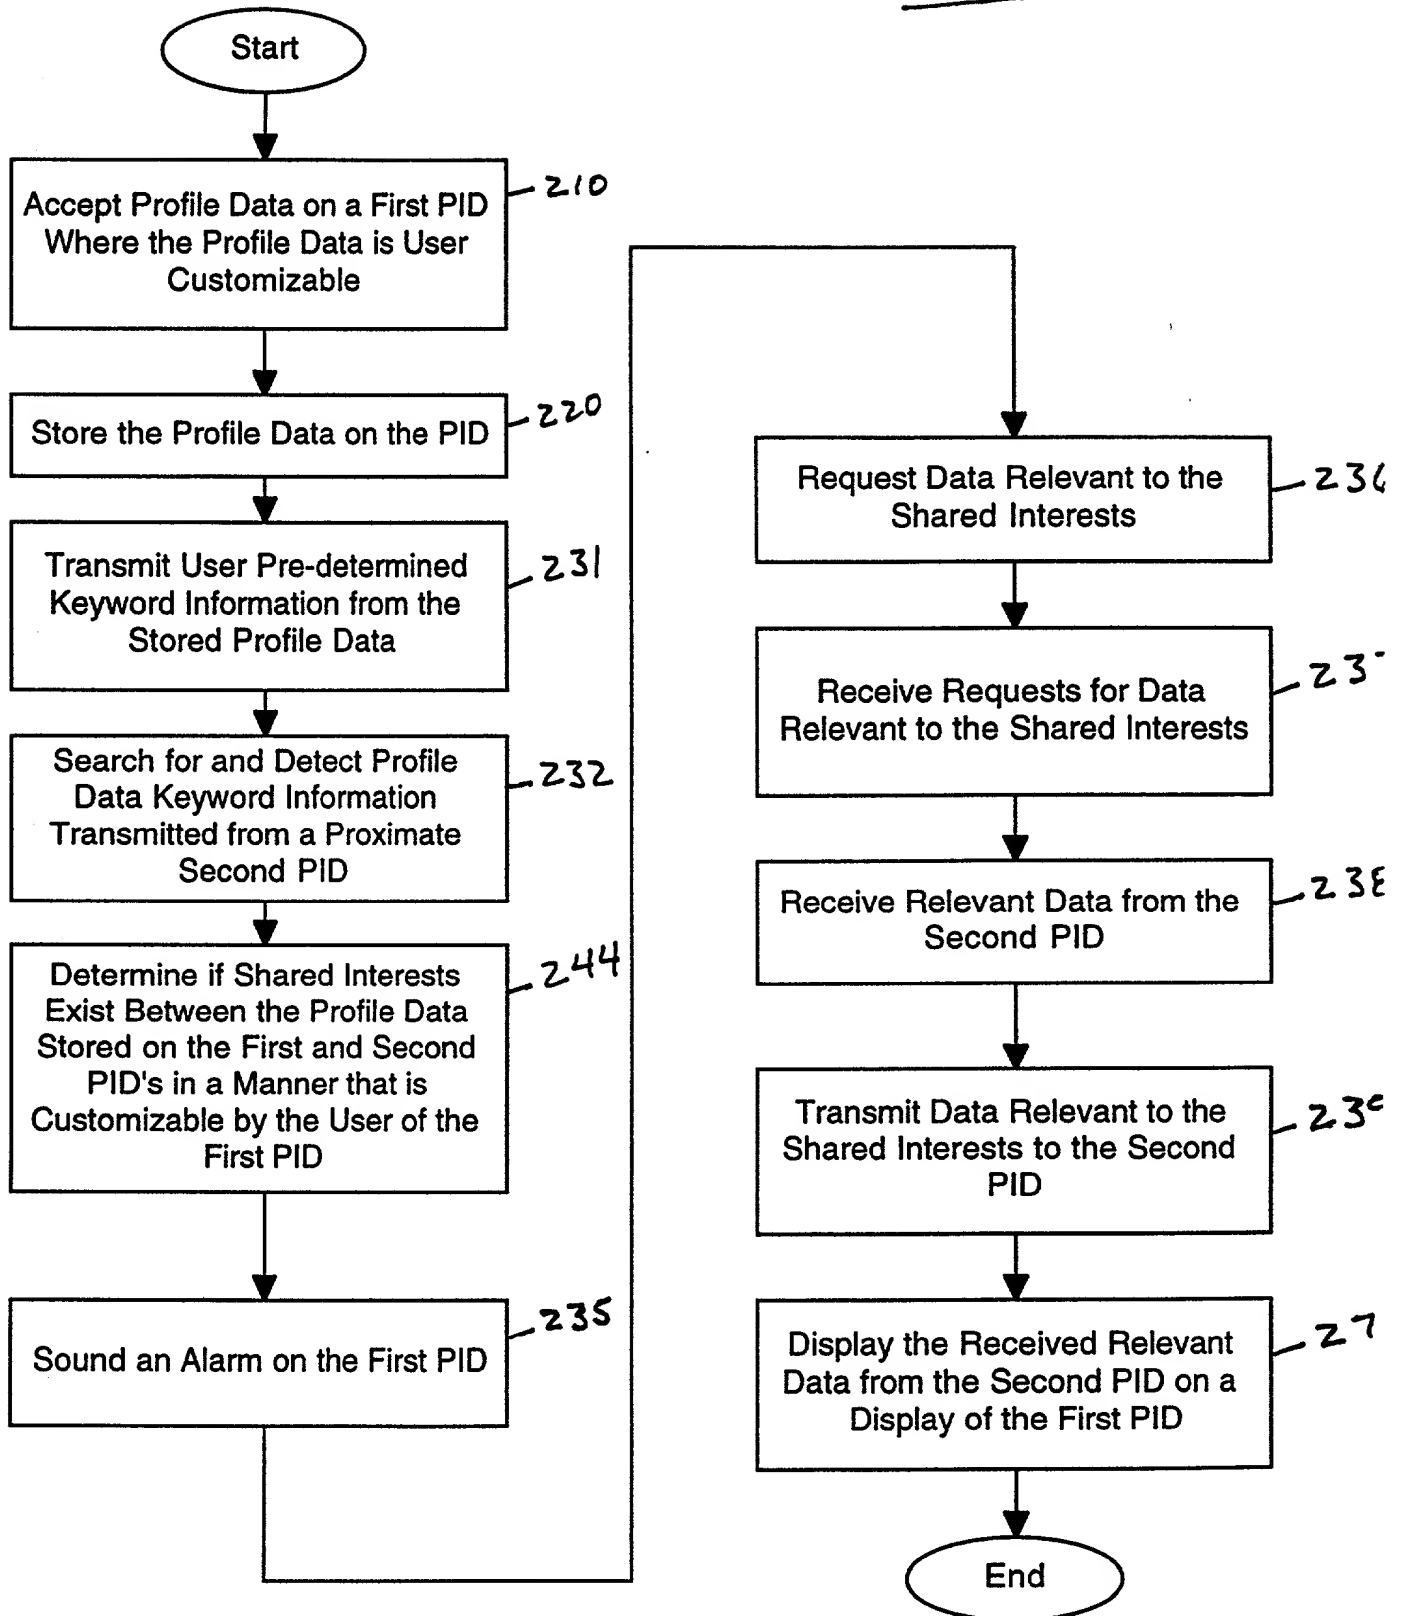 Start
Accept Profile Data on a First PID
Where the Profile Data is User
Customizable
210
Store the Profile Data on the PID
220
Transmit User Pre-determined
Keyword Information from the
Stored Profile Data
231
Search for and Detect Profile
Data Keyword Information
Transmitted from a Proximate
Second PID
232
Determine if Shared Interests
Exist Between the Profile Data
Stored on the First and Second
PID's in a Manner that is
Customizable by the User of the
First PID
244
Sound an Alarm on the First PID
235
Request Data Relevant to the
Shared Interests
Receive Requests for Data
Relevant to the Shared Interests
Receive Relevant Data from the
Second PID
Transmit Data Relevant to the
Shared Interests to the Second
PID
Display the Received Relevant
Data from the Second PID on a
Display of the First PID
End